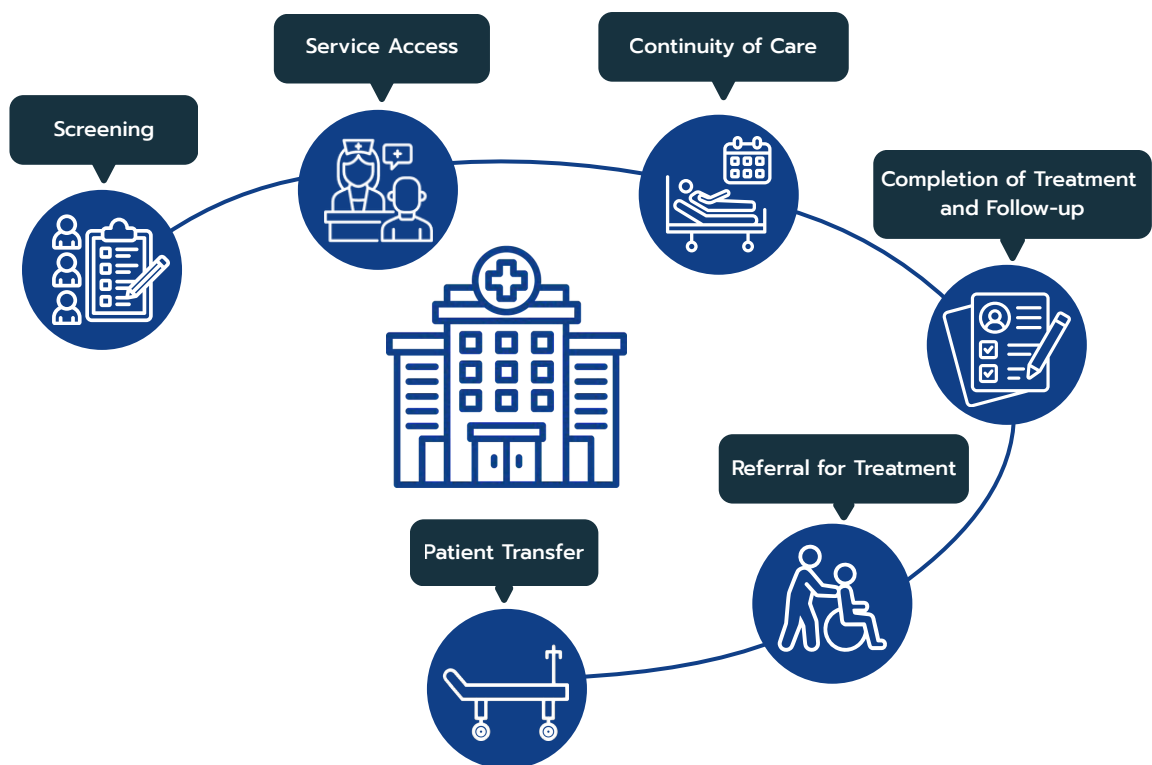 Screening
Service Access
Continuity of Care
Completion of Treatment
and Follow-up
Referral for Treatment
Patient Transfer